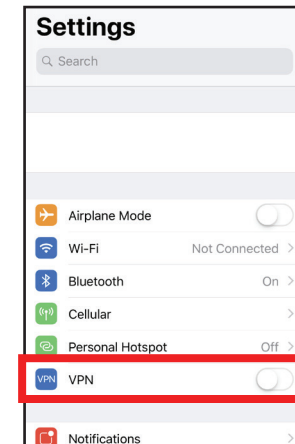 Settings
Search
Airplane Mode
Wi-Fi Not Connected
Bluetooth On
Cellular
Personal Hotspot Off
VPN VPN
Notifications